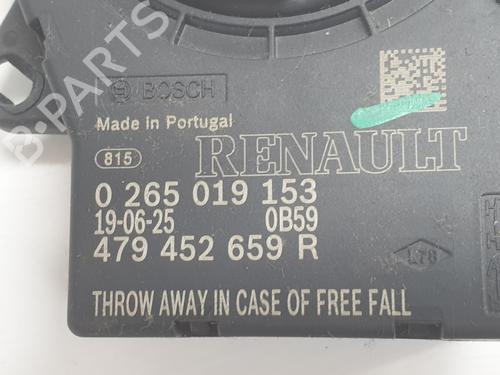 BOSCH
Made in Portugal
815
RENAULT
0 265 019 153
19-06-25 0B59
479 452 659 R
THROW AWAY IN CASE OF FREE FALL
B-PARTS